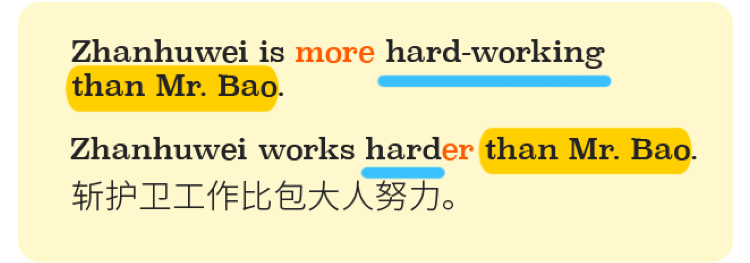 Zhanhuwei is more hard-working
than Mr. Bao.
Zhanhuwei works harder than Mr. Bao.
斩护卫工作比包大人努力。